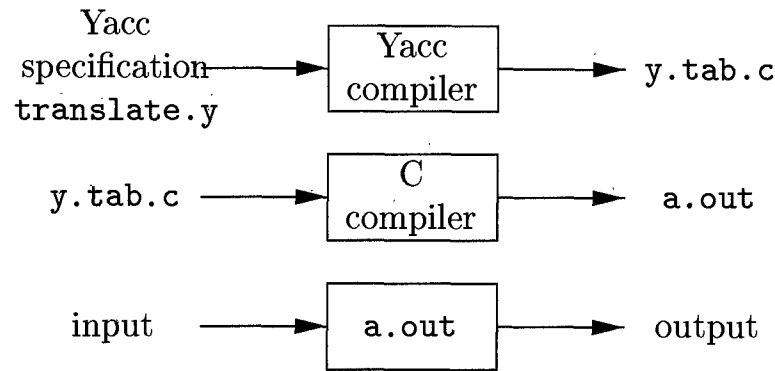 Yacc
specification
translate.y
Yacc
compiler
y.tab.c
y.tab.c
C
compiler
a.out
input
a.out
output